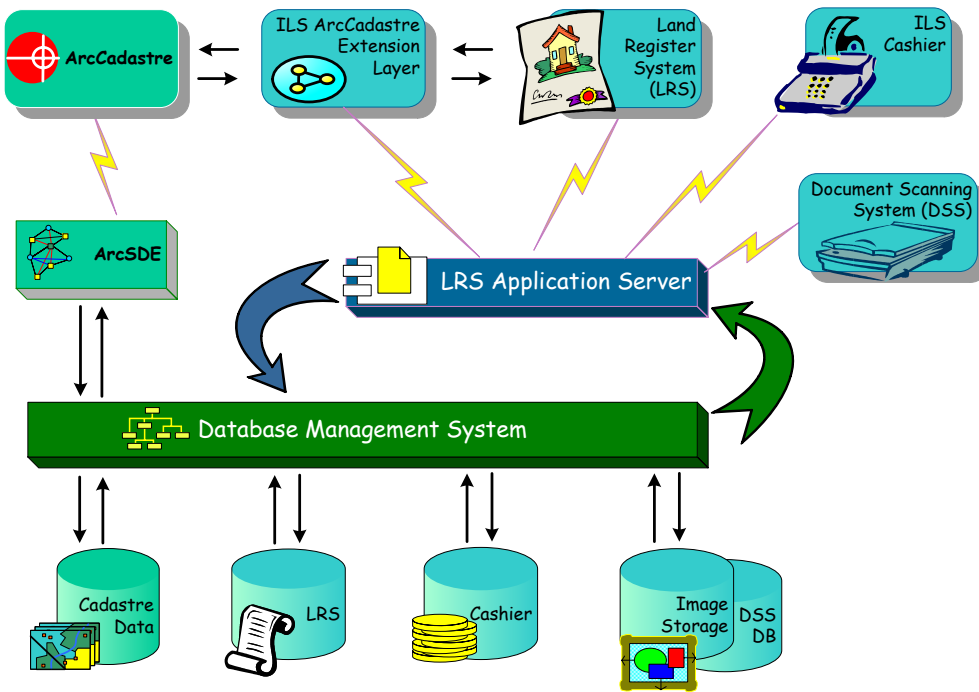 ArcCadastre
ILS ArcCadastre
Extension
Layer
Land
Register
System
(LRS)
ILS
Cashier
Document Scanning
System (DSS)
ArcSDE
LRS Application Server
Database Management System
Cadastre
Data
LRS
Cashier
Image
Storage
DSS
DB